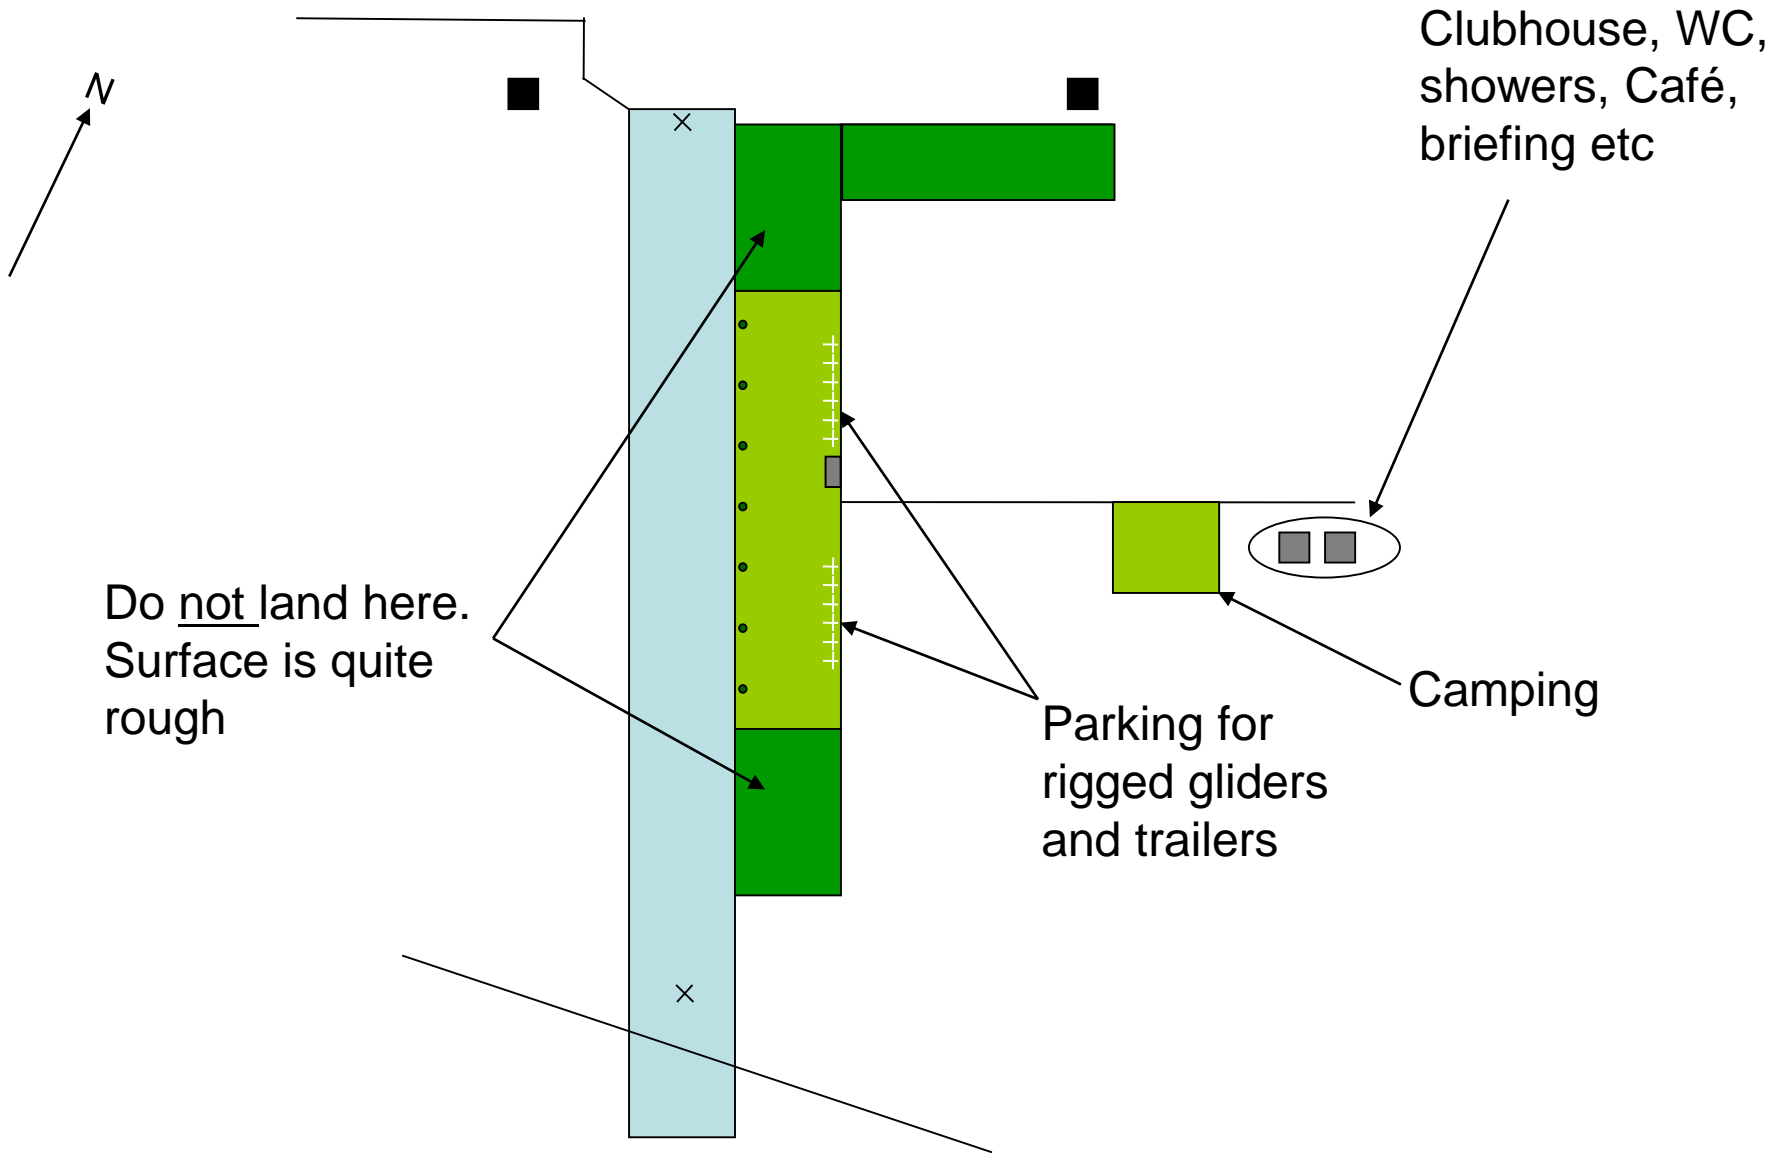 Clubhouse, WC,
showers, Café,
briefing etc
N
Do not land here.
Surface is quite
rough
Camping
Parking for
rigged gliders
and trailers